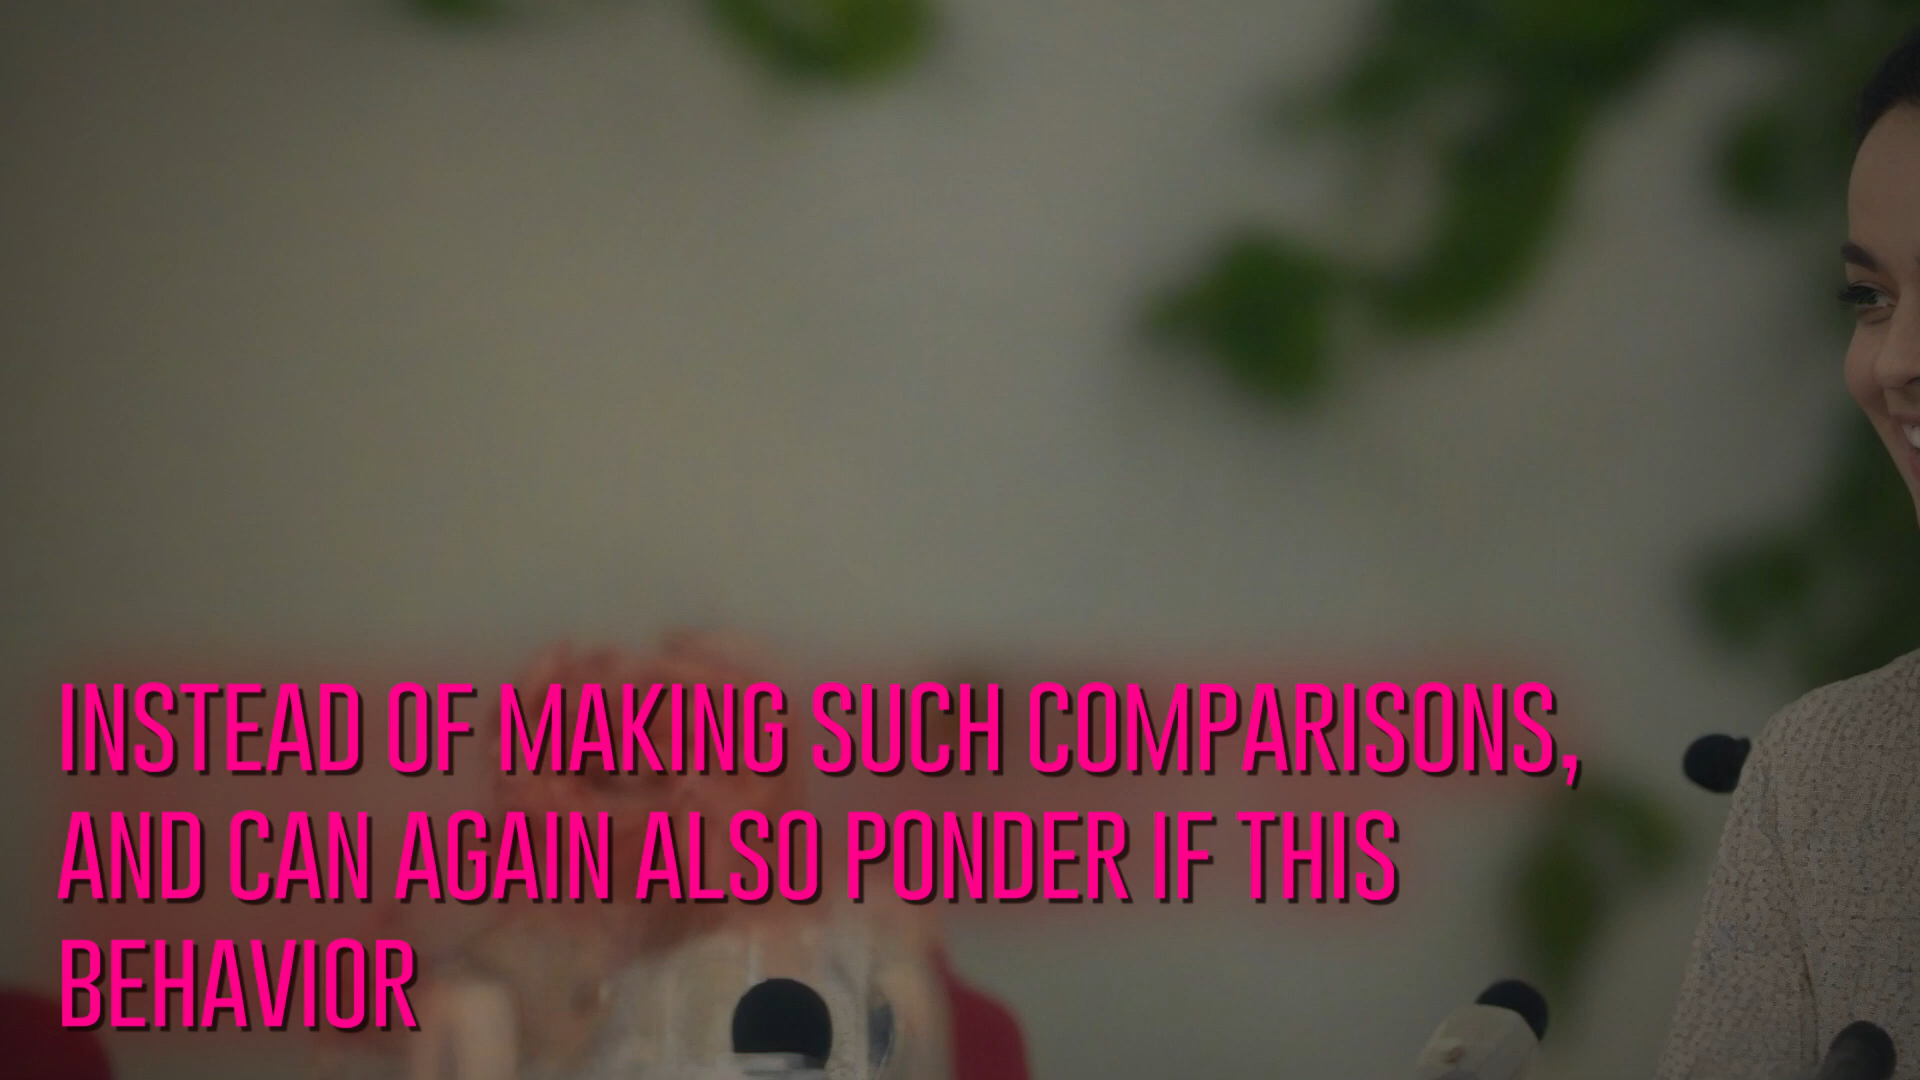 INSTEAD OF MAKING SUCH COMPARISONS,
AND CAN AGAIN ALSO PONDER IF THIS
BEHAVIOR